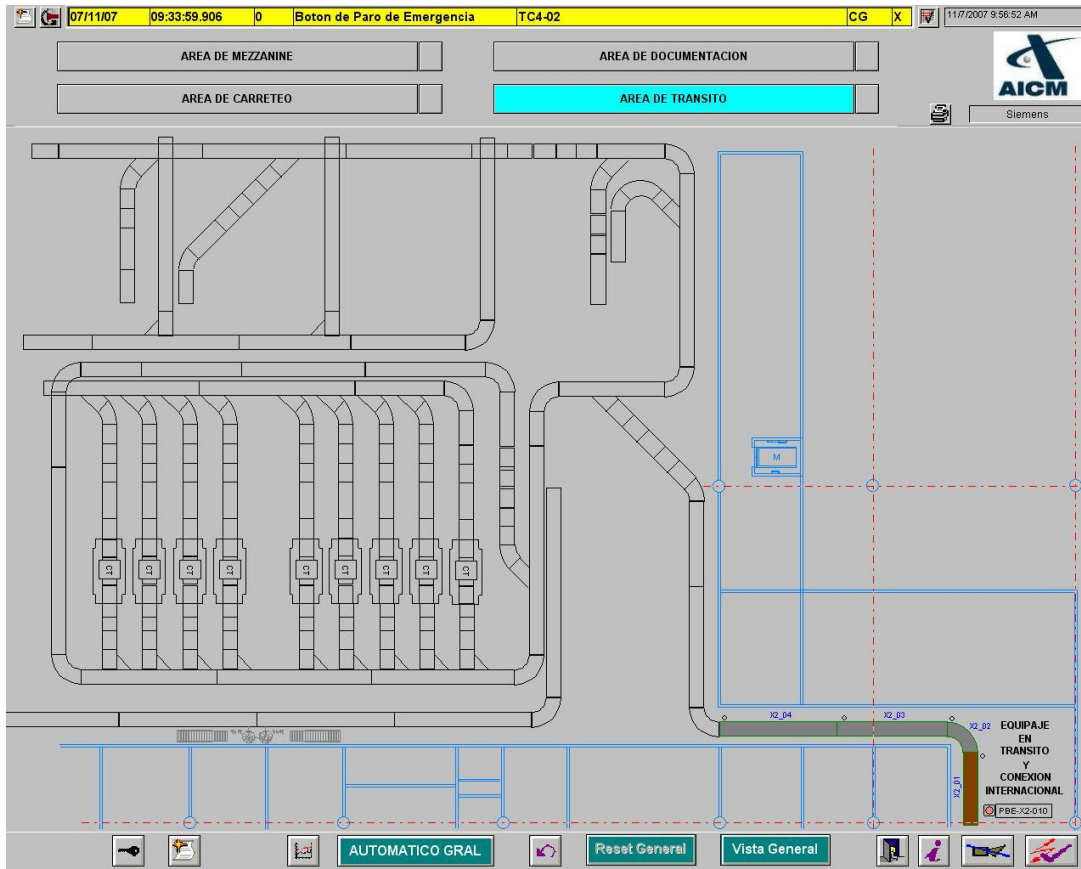 07/11/07 09:33:59.906 0 Boton de Paro de Emergencia TC4-02 CG X 11/7/2007 9:56:52 AM
AREA DE MEZZANINE
AREA DE DOCUMENTACION
AICM
AREA DE CARRETEO
AREA DE TRANSITO
Siemens
M
CT CT CT CT CT CT CT CT CT
X2_04 X2_03 X2_02
EQUIPAJE
EN
TRANSITO
Y
CONEXION
INTERNACIONAL
X2_01
PBE-X2-010
AUTOMATICO GRAL
Reset General
Vista General
i